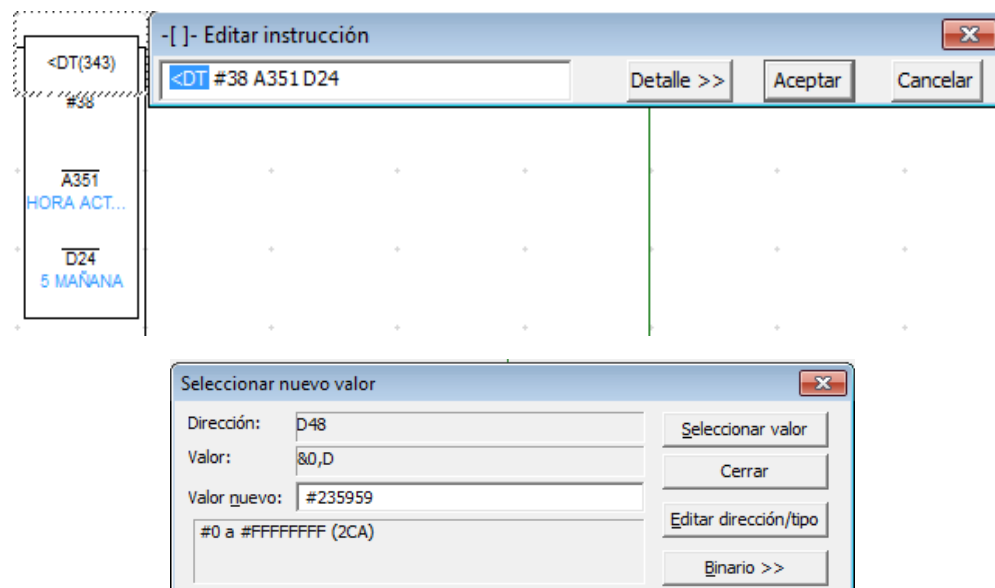 -[ ]- Editar instrucción
<DT #38 A351 D24
Detalle >>
Aceptar
Cancelar
<DT(343)
#38
A351
HORA ACT...
D24
5 MAÑANA
Seleccionar nuevo valor
Dirección: D48
Valor: &0,D
Valor nuevo: #235959
#0 a #FFFFFFFF (2CA)
Seleccionar valor
Cerrar
Editar dirección/tipo
Binario >>